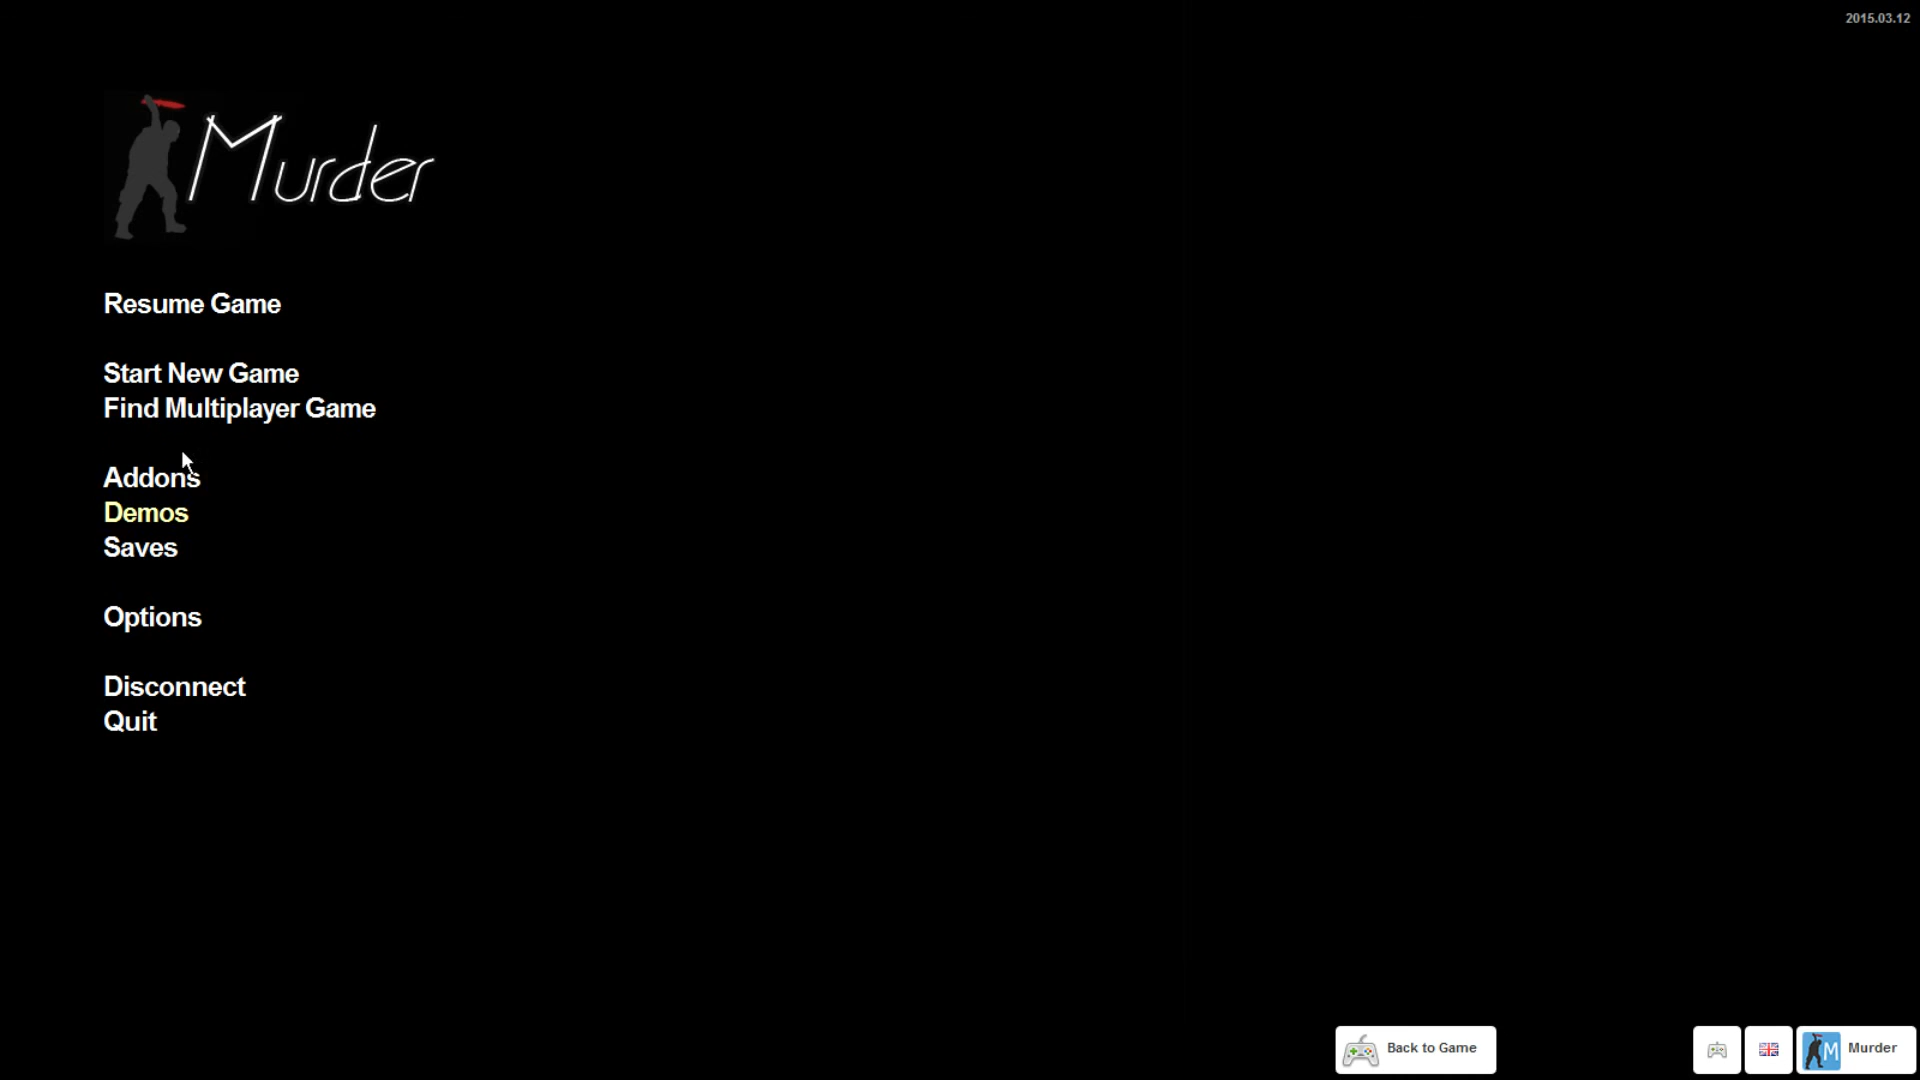 2015.03.12
Murder
Resume Game
Start New Game
Find Multiplayer Game
Addons
Demos
Saves
Options
Disconnect
Quit
Back to Game
M
Murder